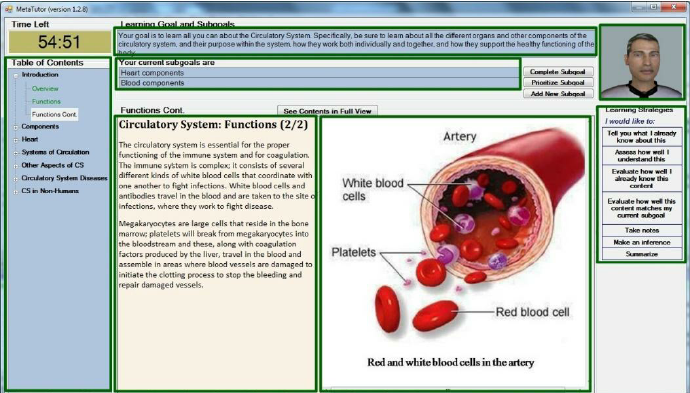 MetaTutor (version 1.2.8)
Time Left
54:51
Learning Goal and Subgoals
Your goal is to learn all you can about the Circulatory System. Specifically, be sure to learn about all the different organs and other components of the
circulatory system, and their purpose within the system, how they work both individually and together, and how they support the healthy functioning of the
body.
Your current subgoals are
Heart components
Blood components
Complete Subgoal
Prioritize Subgoal
Add New Subgoal
Table of Contents
Introduction
Overview
Functions
Functions Cont.
Components
Heart
Systems of Circulation
Other Aspects of CS
Circulatory System Diseases
CS in Non-Humans
Functions Cont.
See Contents in Full View
Circulatory System: Functions (2/2)
The circulatory system is essential for the proper
functioning of the immune system and for coagulation.
The immune system is complex; it consists of several
different kinds of white blood cells that coordinate with
one another to fight infections. White blood cells and
antibodies travel in the blood and are taken to the site o
infections, where they work to fight disease.
Megakaryocytes are large cells that reside in the bone
marrow; platelets will break from megakaryocytes into
the bloodstream and these, along with coagulation
factors produced by the liver, travel in the blood and
assemble in areas where blood vessels are damaged to
initiate the clotting process to stop the bleeding and
repair damaged vessels.
Artery
White blood
cells
Platelets
Red blood cell
Red and white blood cells in the artery
Learning Strategies
I would like to:
Tell you what I already
know about this
Assess how well I
understand this
Evaluate how well I
already know this
content
Evaluate how well this
content matches my
current subgoal
Take notes
Make an inference
Summarize